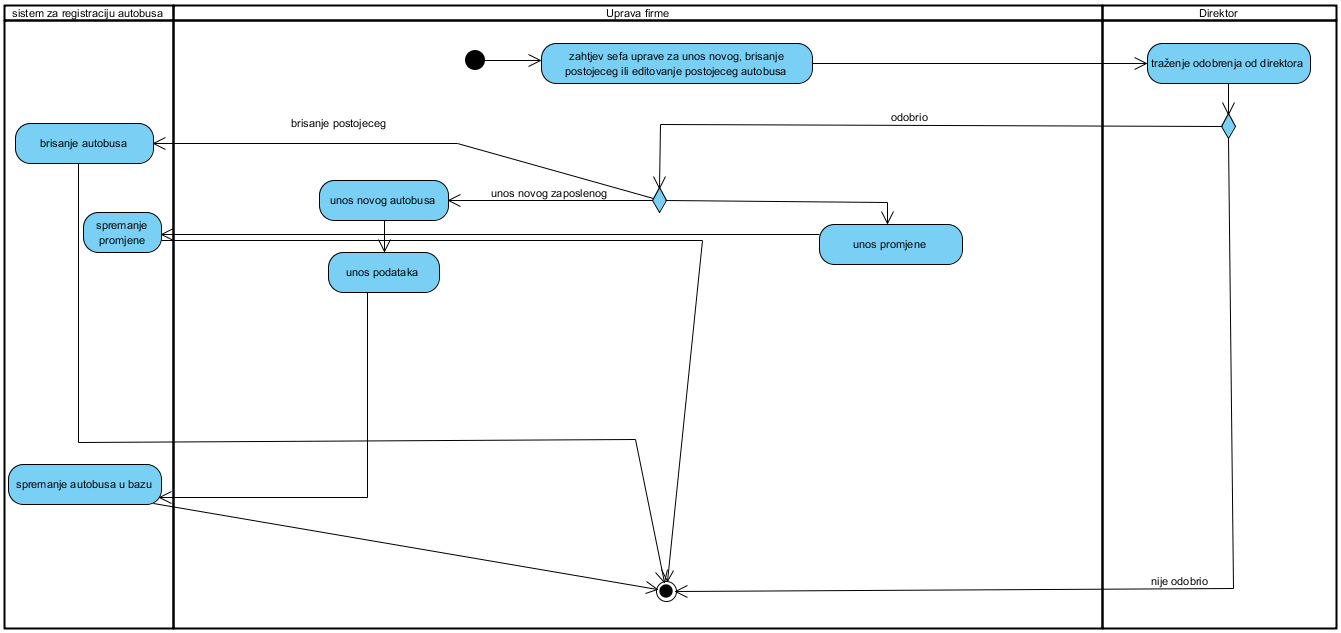 sistem za registraciju autobusa
Uprava firme
Direktor
zahtjev sefa uprave za unos novog, brisanje
postojeceg ili editovanje postojeceg autobusa
traženje odobrenja od direktora
odobrio
brisanje postojeceg
brisanje autobusa
unos novog autobusa
unos novog zaposlenog
spremanje
promjene
unos promjene
unos podataka
spremanje autobusa u bazu
nije odobrio